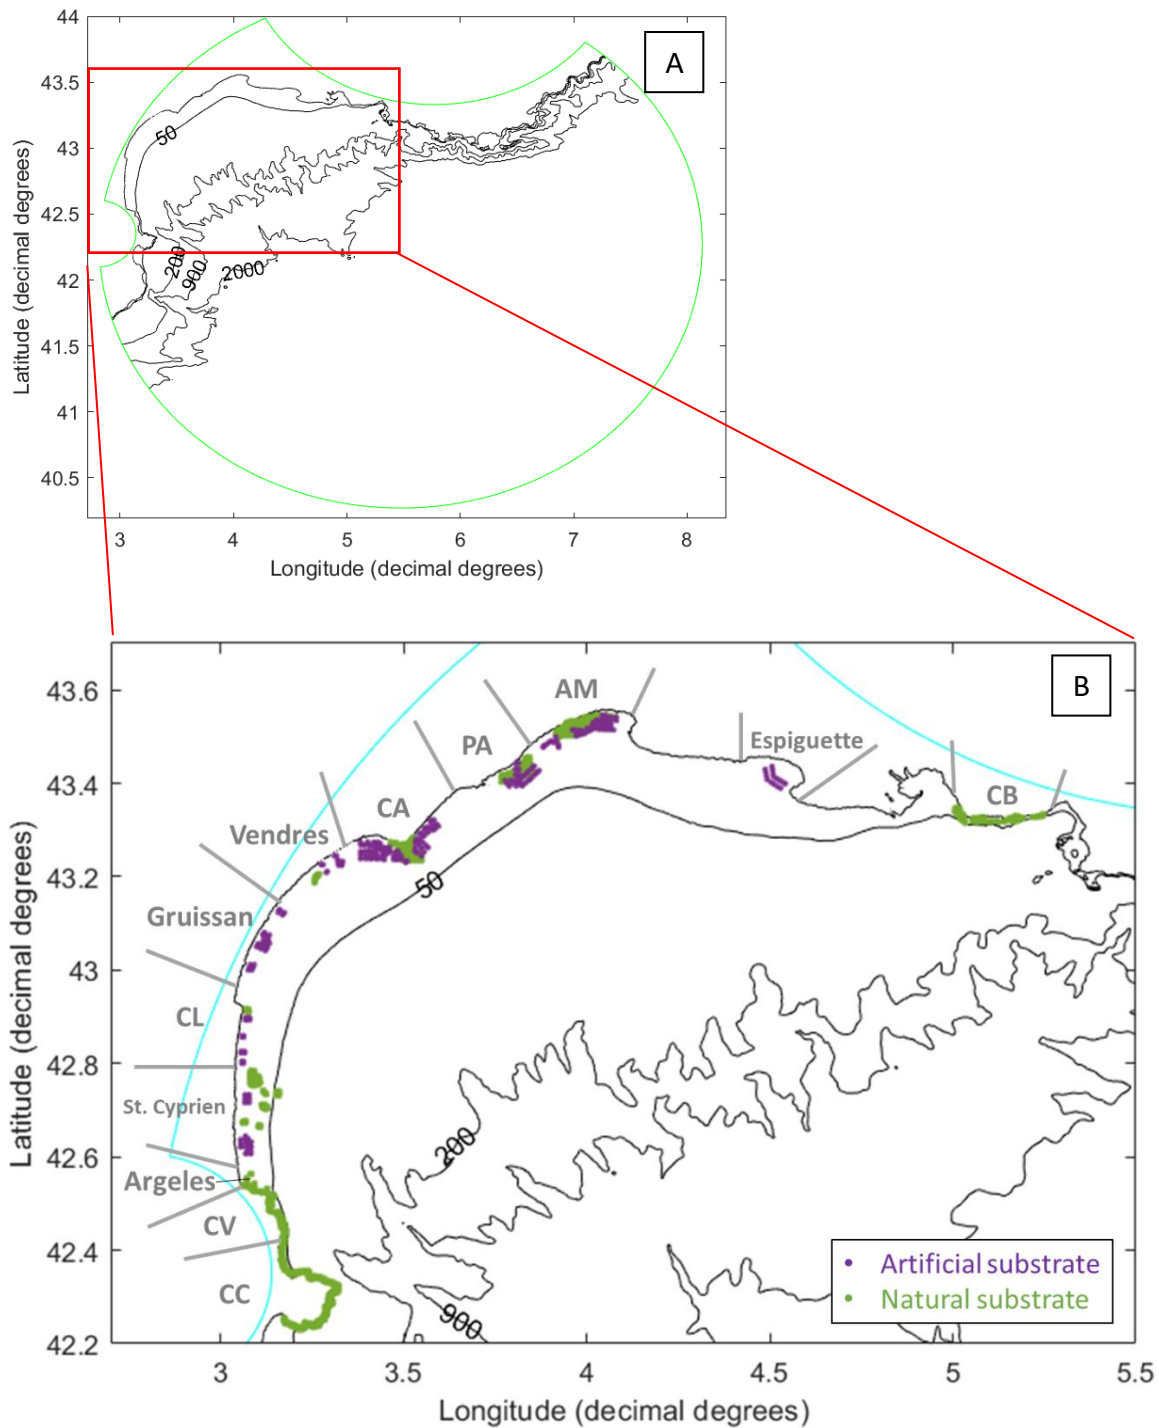 A
44
43.5
43
42.5
42
41.5
41
40.5
Latitude (decimal degrees)
50
200
900
2000
3 4 5 6 7 8
Longitude (decimal degrees)
B
43.6
43.4
43.2
43
42.8
42.6
42.4
42.2
Latitude (decimal degrees)
AM
PA
Espiguette
CA
CB
Vendres
50
Gruissan
CL
St. Cyprien
200
Argeles
CV
CC
900
Artificial substrate
Natural substrate
3 3.5 4 4.5 5 5.5
Longitude (decimal degrees)